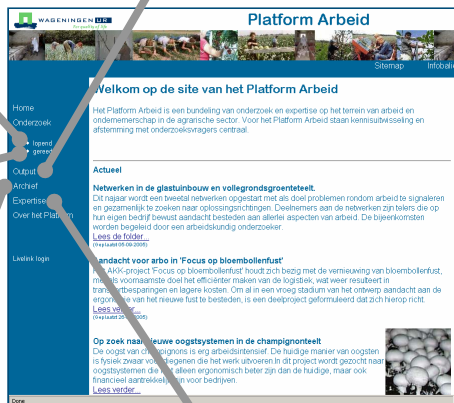 WAGENINGEN UR
For quality of life
Platform Arbeid
Sitemap Infobalie
Welkom op de site van het Platform Arbeid
Het Platform Arbeid is een bundeling van onderzoek en expertise op het terrein van arbeid en
ondernemerschap in de agrarische sector. Voor het Platform Arbeid staan kennisuitwisseling en
afstemming met onderzoeksvragers centraal.
Home
Onderzoek
lopend
gereed
Output
Archief
Expertise
Over het Platform
Livelink login
Actueel
Netwerken in de glastuinbouw en vollegrondsgroenteteelt.
Dit najaar wordt een tweetal netwerken opgestart met als doel problemen rondom arbeid te signaleren
en gezamenlijk te zoeken naar oplossingsrichtingen. Deelnemers aan de netwerken zijn telers die op
hun eigen bedrijf bewust aandacht besteden aan allerlei aspecten van arbeid. De bijeenkomsten
worden begeleid door een arbeidskundig onderzoeker.
Lees de folder...
(Geplaatst 05-09-2005)
Aandacht voor arbo in 'Focus op bloembollenfust'
Het AKK-project 'Focus op bloembollenfust' houdt zich bezig met de vernieuwing van bloembollenfust,
met als voornaamste doel het efficiënter maken van de logistiek, wat weer resulteert in
transportbesparingen en lagere kosten. Om al in een vroeg stadium van het ontwerp aandacht aan de
ergonomie van het nieuwe fust te besteden, is een deelproject geformuleerd dat zich hierop richt.
Lees verder...
(Geplaatst 26 2005)
Op zoek naar nieuwe oogstsystemen in de champignonteelt
De oogst van champignons is erg arbeidsintensief. De huidige manier van oogsten
is fysiek zwaar voor diegenen die het werk uitvoeren.In dit project wordt gezocht naar
oogstsystemen die niet alleen ergonomisch beter zijn dan de huidige, maar ook
financieel aantrekkelijk zijn voor bedrijven.
Lees verder...
Done